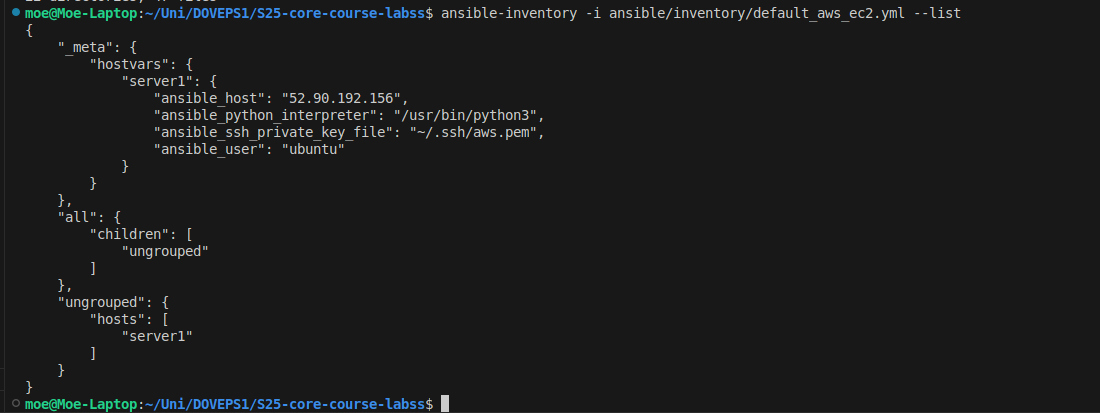 moe@Moe-Laptop:~/Uni/DOVEPS1/S25-core-course-labss$ ansible-inventory -i ansible/inventory/default_aws_ec2.yml --list
{
    "_meta": {
        "hostvars": {
            "server1": {
                "ansible_host": "52.90.192.156",
                "ansible_python_interpreter": "/usr/bin/python3",
                "ansible_ssh_private_key_file": "~/.ssh/aws.pem",
                "ansible_user": "ubuntu"
            }
        }
    },
    "all": {
        "children": [
            "ungrouped"
        ]
    },
    "ungrouped": {
        "hosts": [
            "server1"
        ]
    }
}
moe@Moe-Laptop:~/Uni/DOVEPS1/S25-core-course-labss$